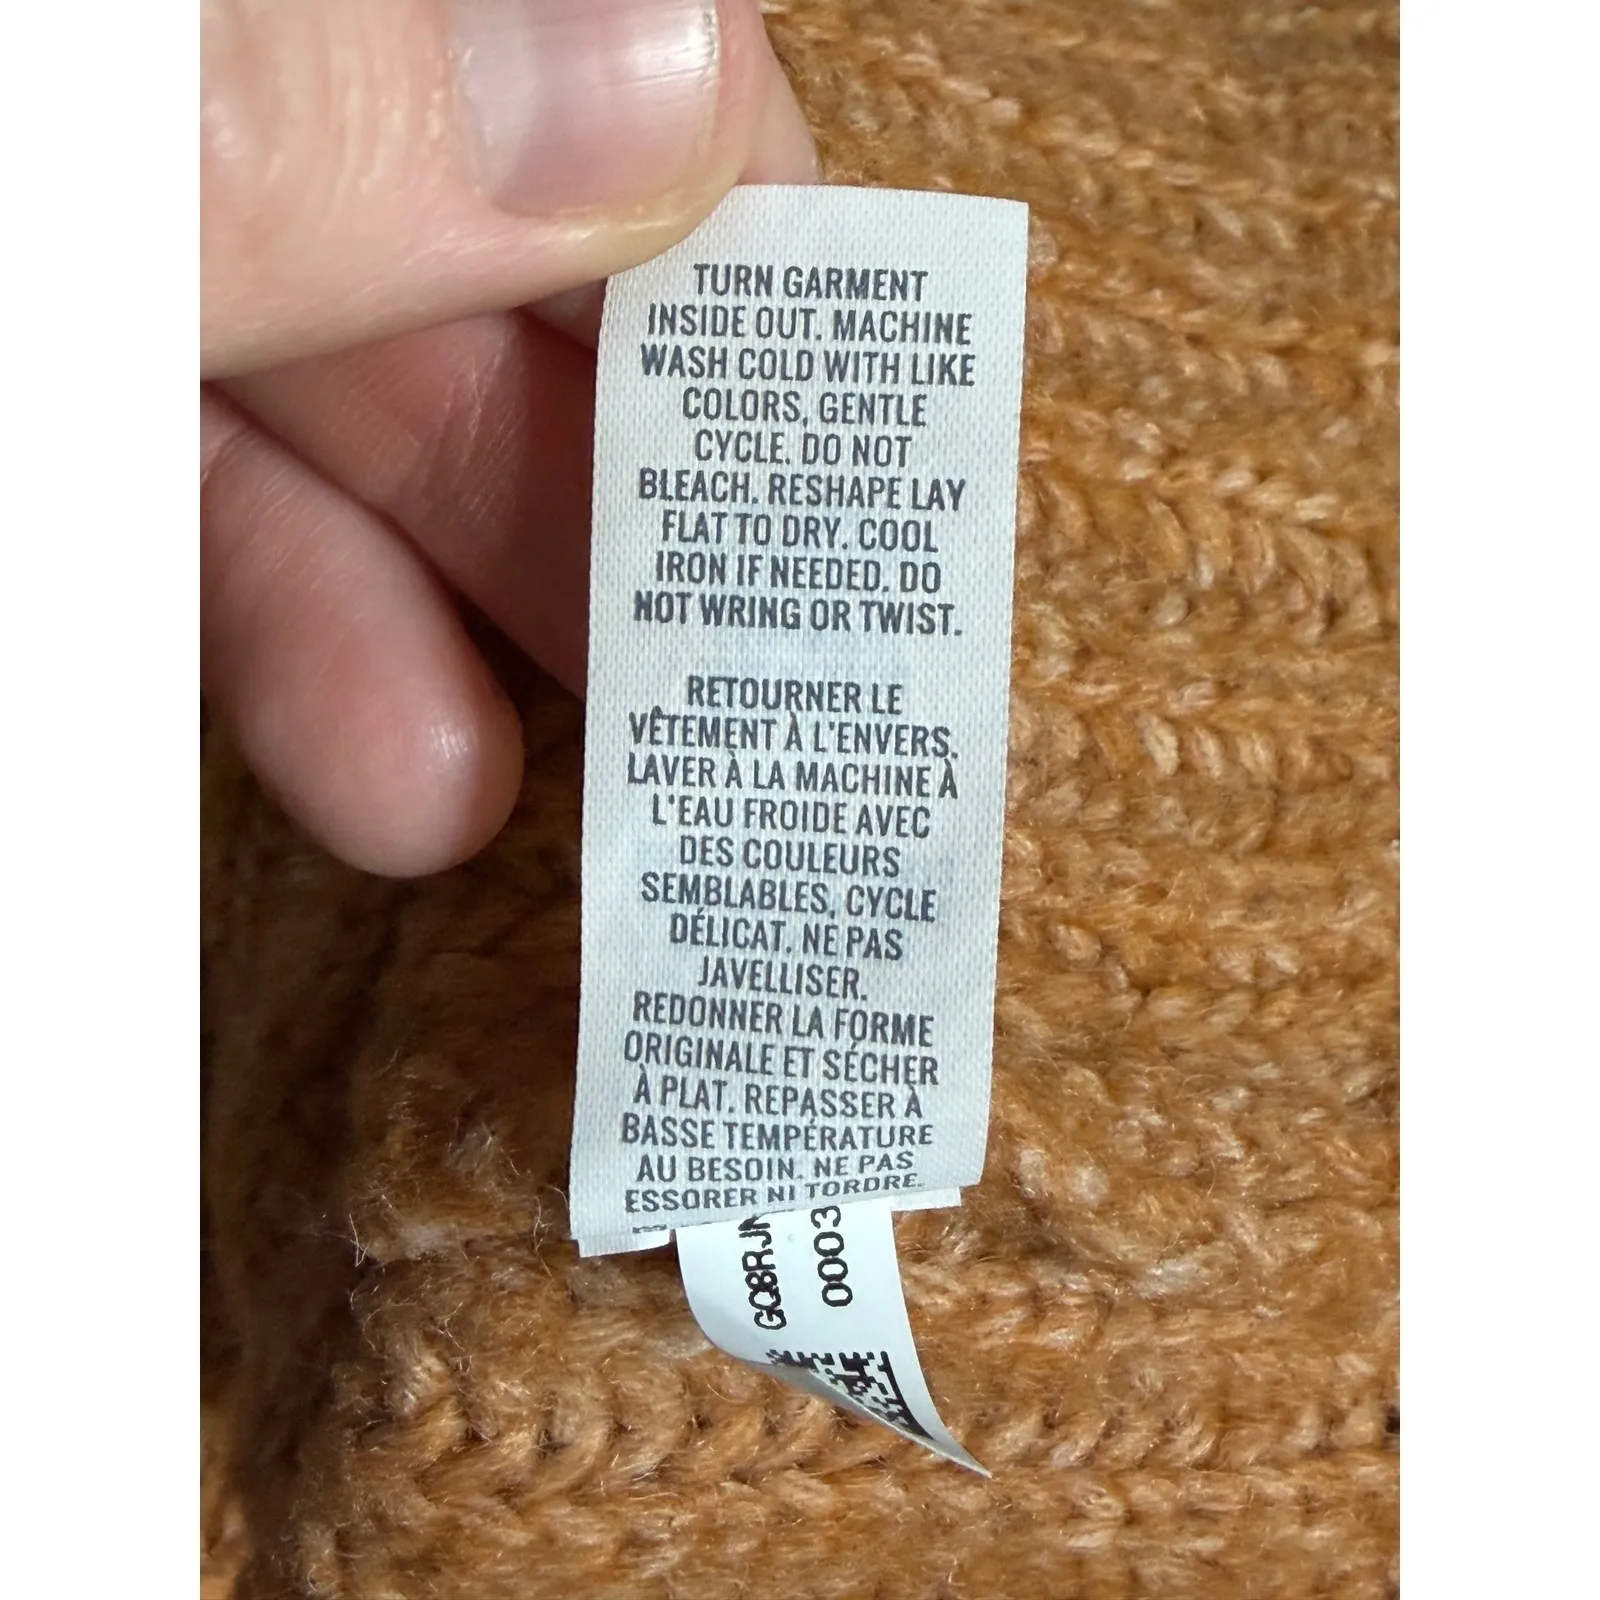 TURN GARMENT
INSIDE OUT. MACHINE
WASH COLD WITH LIKE
COLORS, GENTLE
CYCLE. DO NOT
BLEACH. RESHAPE LAY
FLAT TO DRY. COOL
IRON IF NEEDED. DO
NOT WRING OR TWIST.
RETOURNER LE
VÊTEMENT À L'ENVERS.
LAVER À LA MACHINE À
L'EAU FROIDE AVEC
DES COULEURS
SEMBLABLES, CYCLE
DÉLICAT. NE PAS
JAVELLISER.
REDONNER LA FORME
ORIGINALE ET SÉCHER
À PLAT. REPASSER À
BASSE TEMPÉRATURE
AU BESOIN. NE PAS
ESSORER NI TORDRE.
0003